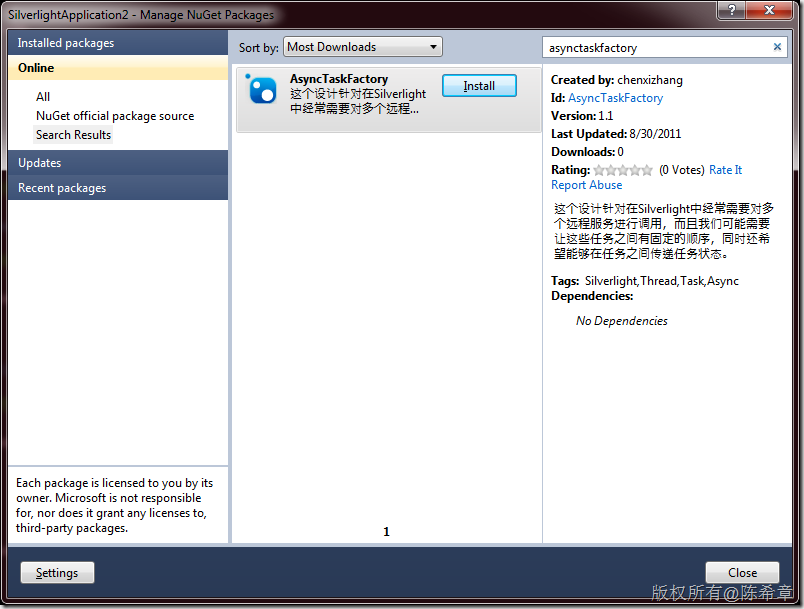 SilverlightApplication2 - Manage NuGet Packages
?
Installed packages
Online
All
NuGet official package source
Search Results
Updates
Recent packages
Each package is licensed to you by its
owner. Microsoft is not responsible
for, nor does it grant any licenses to,
third-party packages.
Settings
Sort by: Most Downloads
AsyncTaskFactory
这个设计针对在Silverlight
中经常需要对多个远程...
Install
1
asynctaskfactory
Created by: chenxizhang
Id: AsyncTaskFactory
Version: 1.1
Last Updated: 8/30/2011
Downloads: 0
Rating: (0 Votes) Rate It
Report Abuse
这个设计针对在Silverlight中经常需要对多
个远程服务进行调用，而且我们可能需要
让这些任务之间有固定的顺序，同时还希
望能够在任务之间传递任务状态。
Tags: Silverlight,Thread,Task,Async
Dependencies:
No Dependencies
Close
版权所有@陈希章